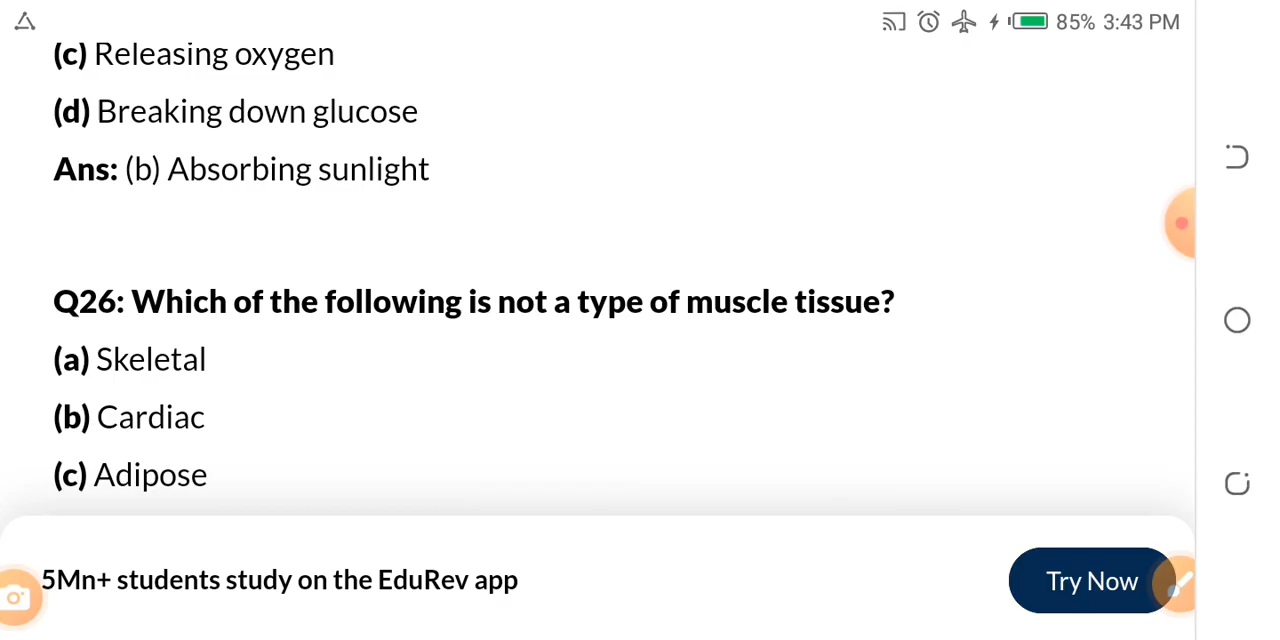 85% 3:43 PM
(c) Releasing oxygen
(d) Breaking down glucose
Ans: (b) Absorbing sunlight
Q26: Which of the following is not a type of muscle tissue?
(a) Skeletal
(b) Cardiac
(c) Adipose
5Mn+ students study on the EduRev app
Try Now